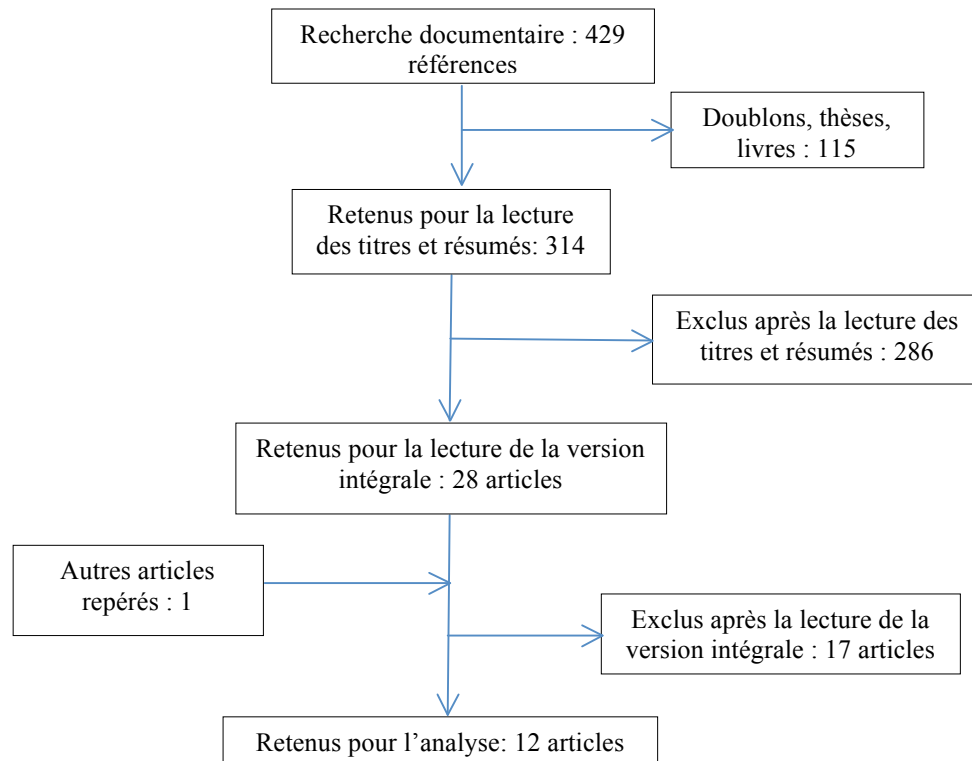 Recherche documentaire : 429
références
Doublons, thèses,
livres : 115
Retenus pour la lecture
des titres et résumés: 314
Exclus après la lecture des
titres et résumés : 286
Retenus pour la lecture de la version
intégrale : 28 articles
Autres articles
repérés : 1
Exclus après la lecture de la
version intégrale : 17 articles
Retenus pour l’analyse: 12 articles